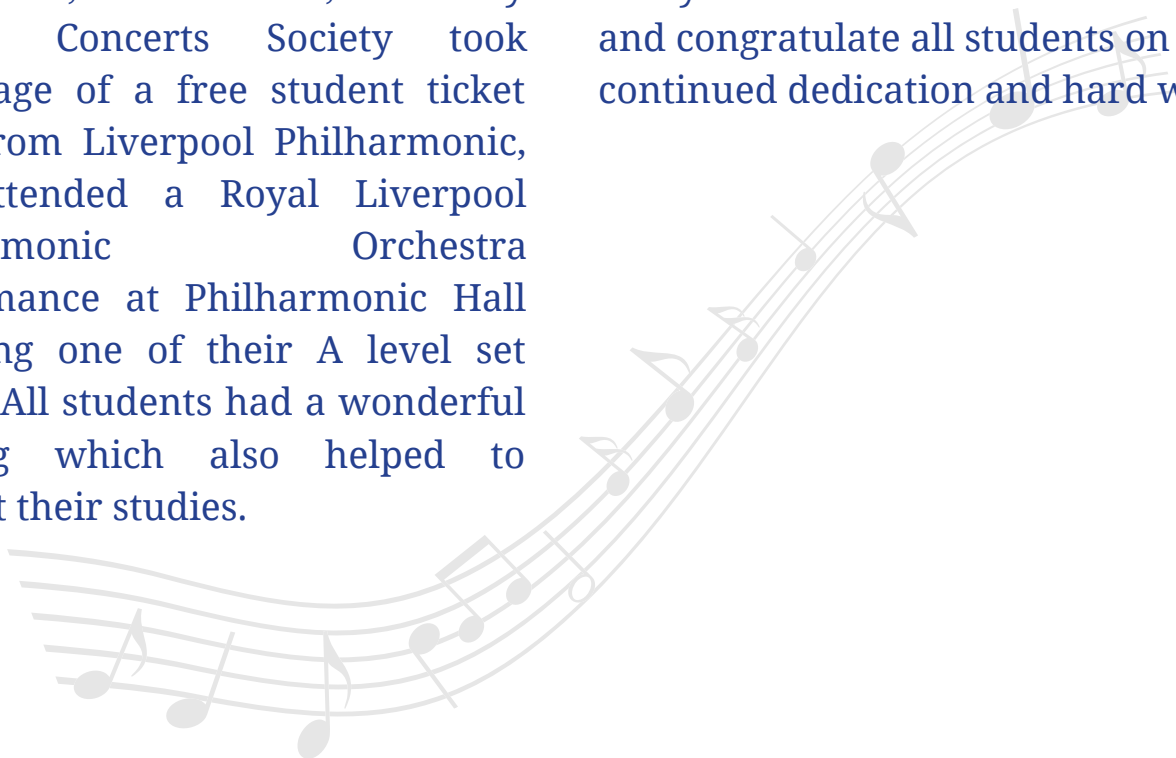 Concerts Society took
age of a free student ticket
rom Liverpool Philharmonic,
ttended a Royal Liverpool
monic Orchestra
mance at Philharmonic Hall
ng one of their A level set
All students had a wonderful
g which also helped to
t their studies.
and congratulate all students on
continued dedication and hard w